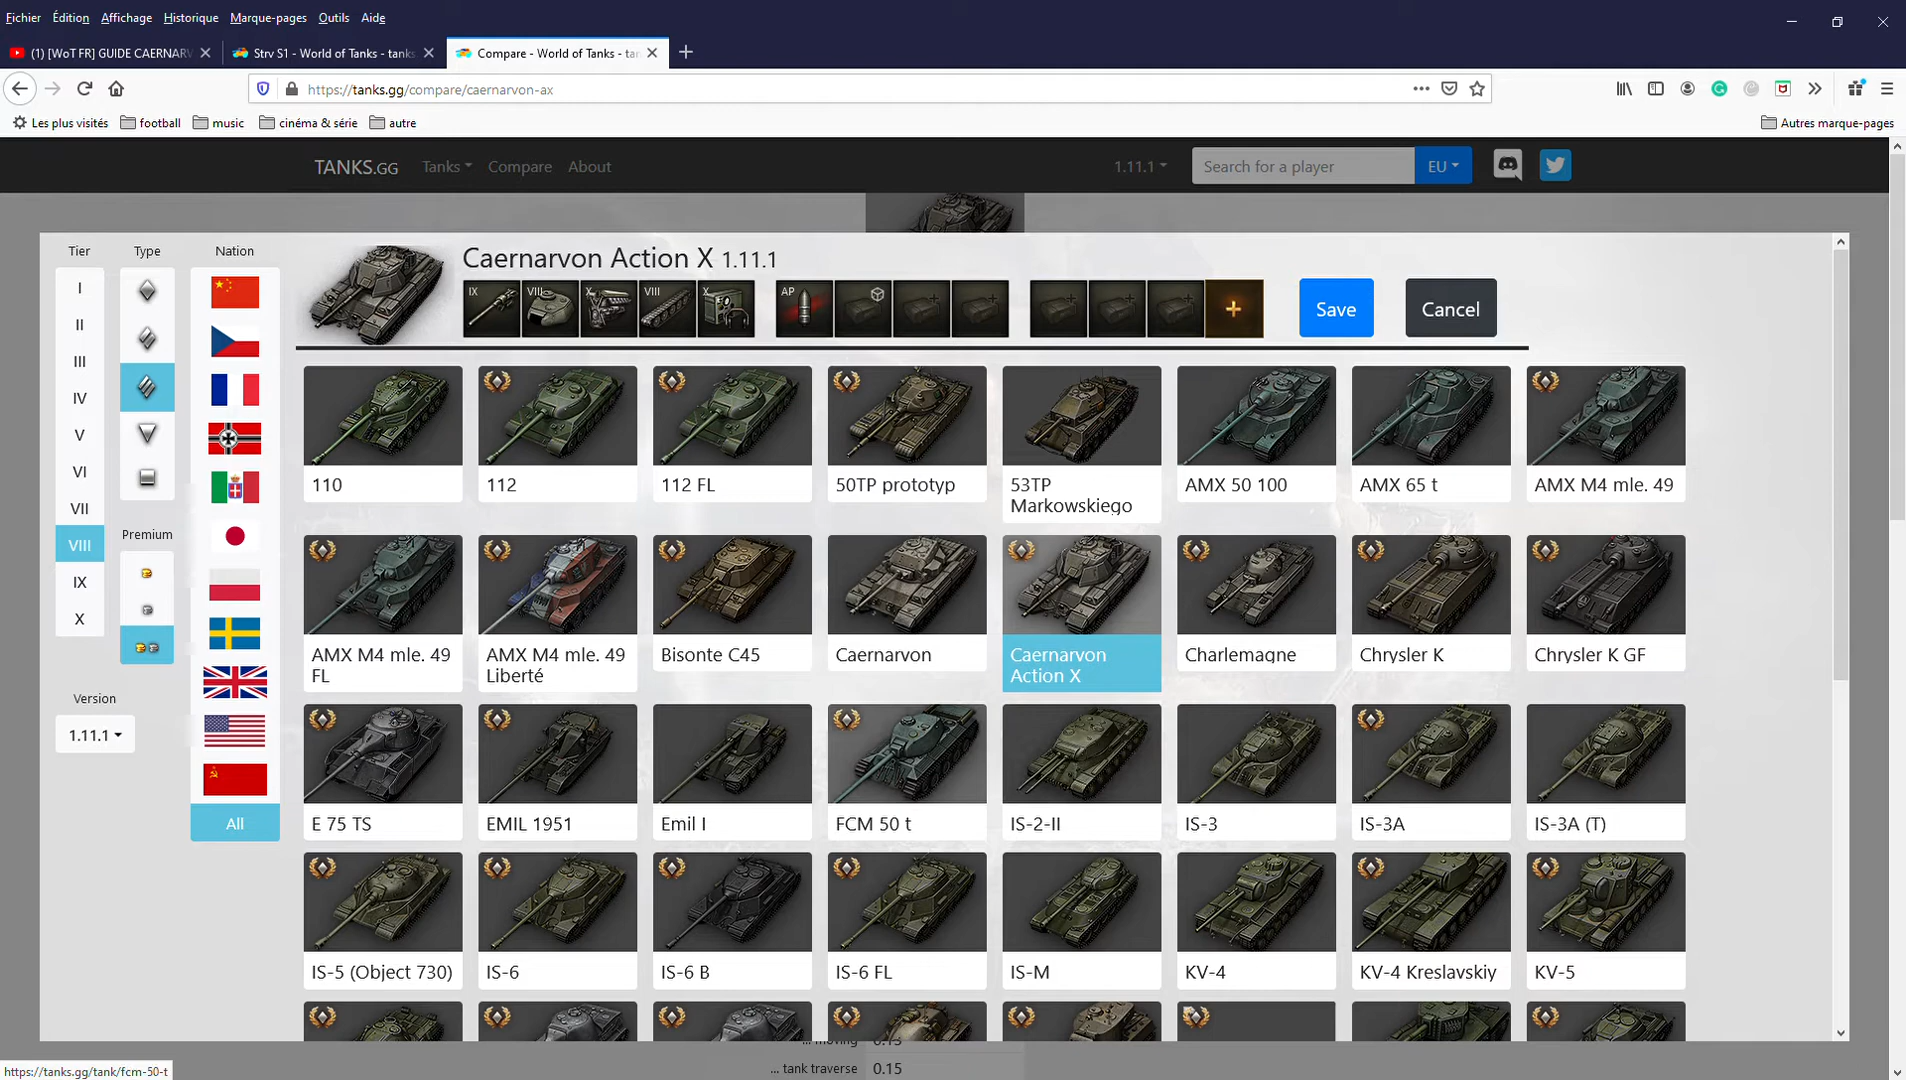 Fichier Édition Affichage Historique Marque-pages Outils Aide
(1) [WoT FR] GUIDE CAERNARV
Strv S1 - World of Tanks - tanks.
Compare - World of Tanks - tan
https://tanks.gg/compare/caernarvon-ax
Les plus visités football music cinéma & série autre Autres marque-pages
TANKS.GG Tanks Compare About 1.11.1 Search for a player EU
Tier Type Nation
Caernarvon Action X 1.11.1
I
II
III
IV
V
VI
VII
VIII
IX
X
Premium
Version
1.11.1
All
IX VIII X VIII X AP
Save Cancel
110 112 112 FL 50TP prototyp 53TP Markowskiego AMX 50 100 AMX 65 t AMX M4 mle. 49
AMX M4 mle. 49 FL AMX M4 mle. 49 Liberté Bisonte C45 Caernarvon Caernarvon Action X Charlemagne Chrysler K Chrysler K GF
E 75 TS EMIL 1951 Emil I FCM 50 t IS-2-II IS-3 IS-3A IS-3A (T)
IS-5 (Object 730) IS-6 IS-6 B IS-6 FL IS-M KV-4 KV-4 Kreslavskiy KV-5
... moving 0.15
... tank traverse 0.15
https://tanks.gg/tank/fcm-50-t